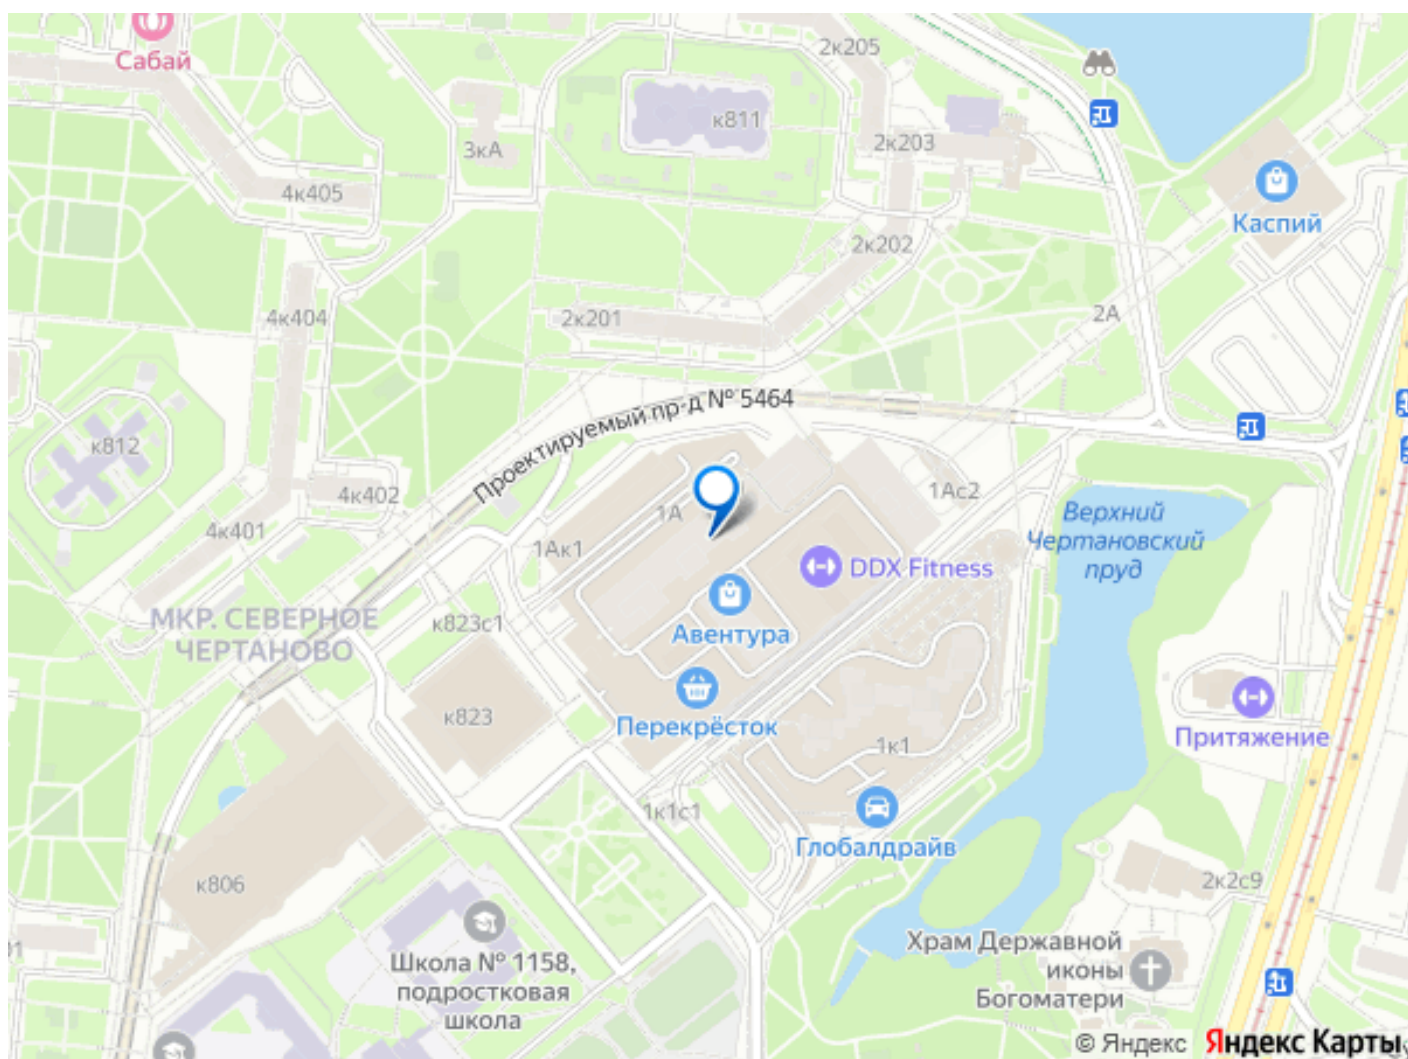 Сабай
2к205
к811
3кА
2к203
4к405
Каспий
2к202
4к404
2к201
2А
Проектируемый пр-д № 5464
к812
4к402
1А
1Ас2
4к401
1Ак1
Верхний
Чертановский
пруд
DDX Fitness
МКР. СЕВЕРНОЕ
ЧЕРТАНОВО
к823с1
Авентура
к823
Перекрёсток
1к1
Притяжение
1к1с1
Глобалдрайв
к806
2к2с9
Школа № 1158,
подростковая
школа
Храм Державной
иконы
Богоматери
01
© Яндекс Яндекс Карты